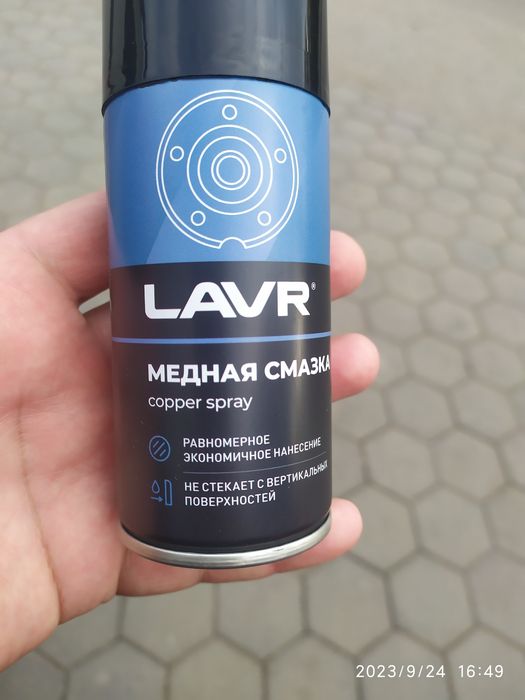 LAVR®
МЕДНАЯ СМАЗКА
copper spray
РАВНОМЕРНОЕ
ЭКОНОМИЧНОЕ НАНЕСЕНИЕ
НЕ СТЕКАЕТ С ВЕРТИКАЛЬНЫХ
ПОВЕРХНОСТЕЙ
2023/9/24 16:49